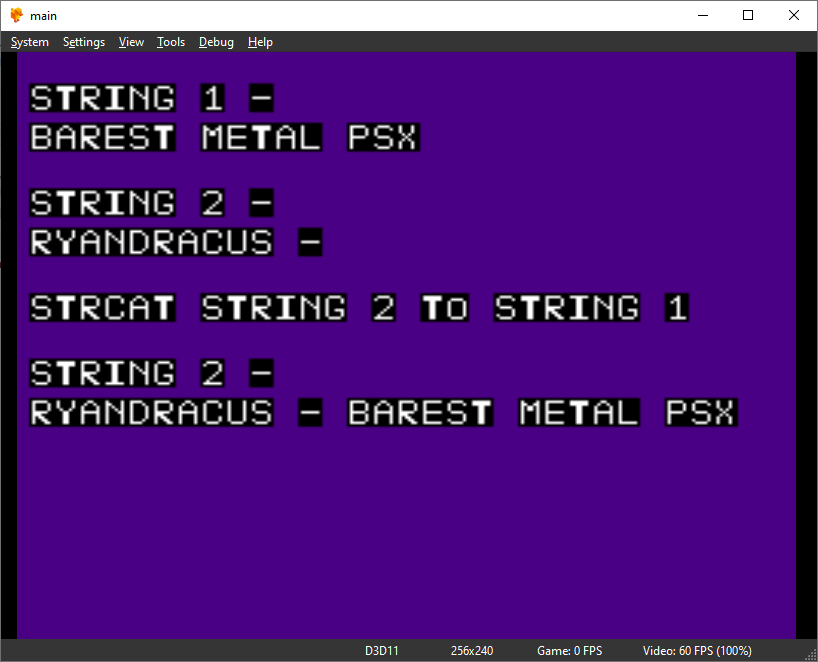 main
System Settings View Tools Debug Help
STRING 1 -
BAREST METAL PSX
STRING 2 -
RYANDRACUS -
STRCAT STRING 2 TO STRING 1
STRING 2 -
RYANDRACUS - BAREST METAL PSX
D3D11 256x240 Game: 0 FPS Video: 60 FPS (100%)